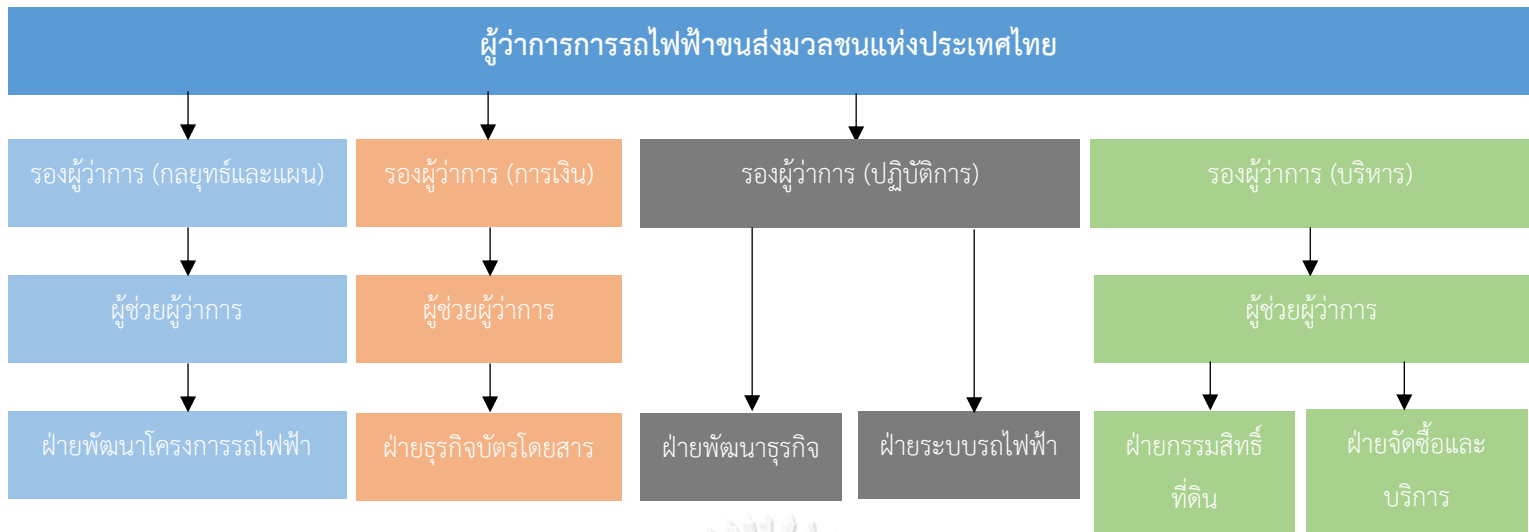 ผู้ว่าการการรถไฟฟ้าขนส่งมวลชนแห่งประเทศไทย
รองผู้ว่าการ (กลยุทธ์และแผน)
รองผู้ว่าการ (การเงิน)
รองผู้ว่าการ (ปฏิบัติการ)
รองผู้ว่าการ (บริหาร)
ผู้ช่วยผู้ว่าการ
ผู้ช่วยผู้ว่าการ
ผู้ช่วยผู้ว่าการ
ฝ่ายพัฒนาโครงการรถไฟฟ้า
ฝ่ายธุรกิจบัตรโดยสาร
ฝ่ายพัฒนาธุรกิจ
ฝ่ายระบบรถไฟฟ้า
ฝ่ายกรรมสิทธิ์
ที่ดิน
ฝ่ายจัดซื้อและ
บริการ